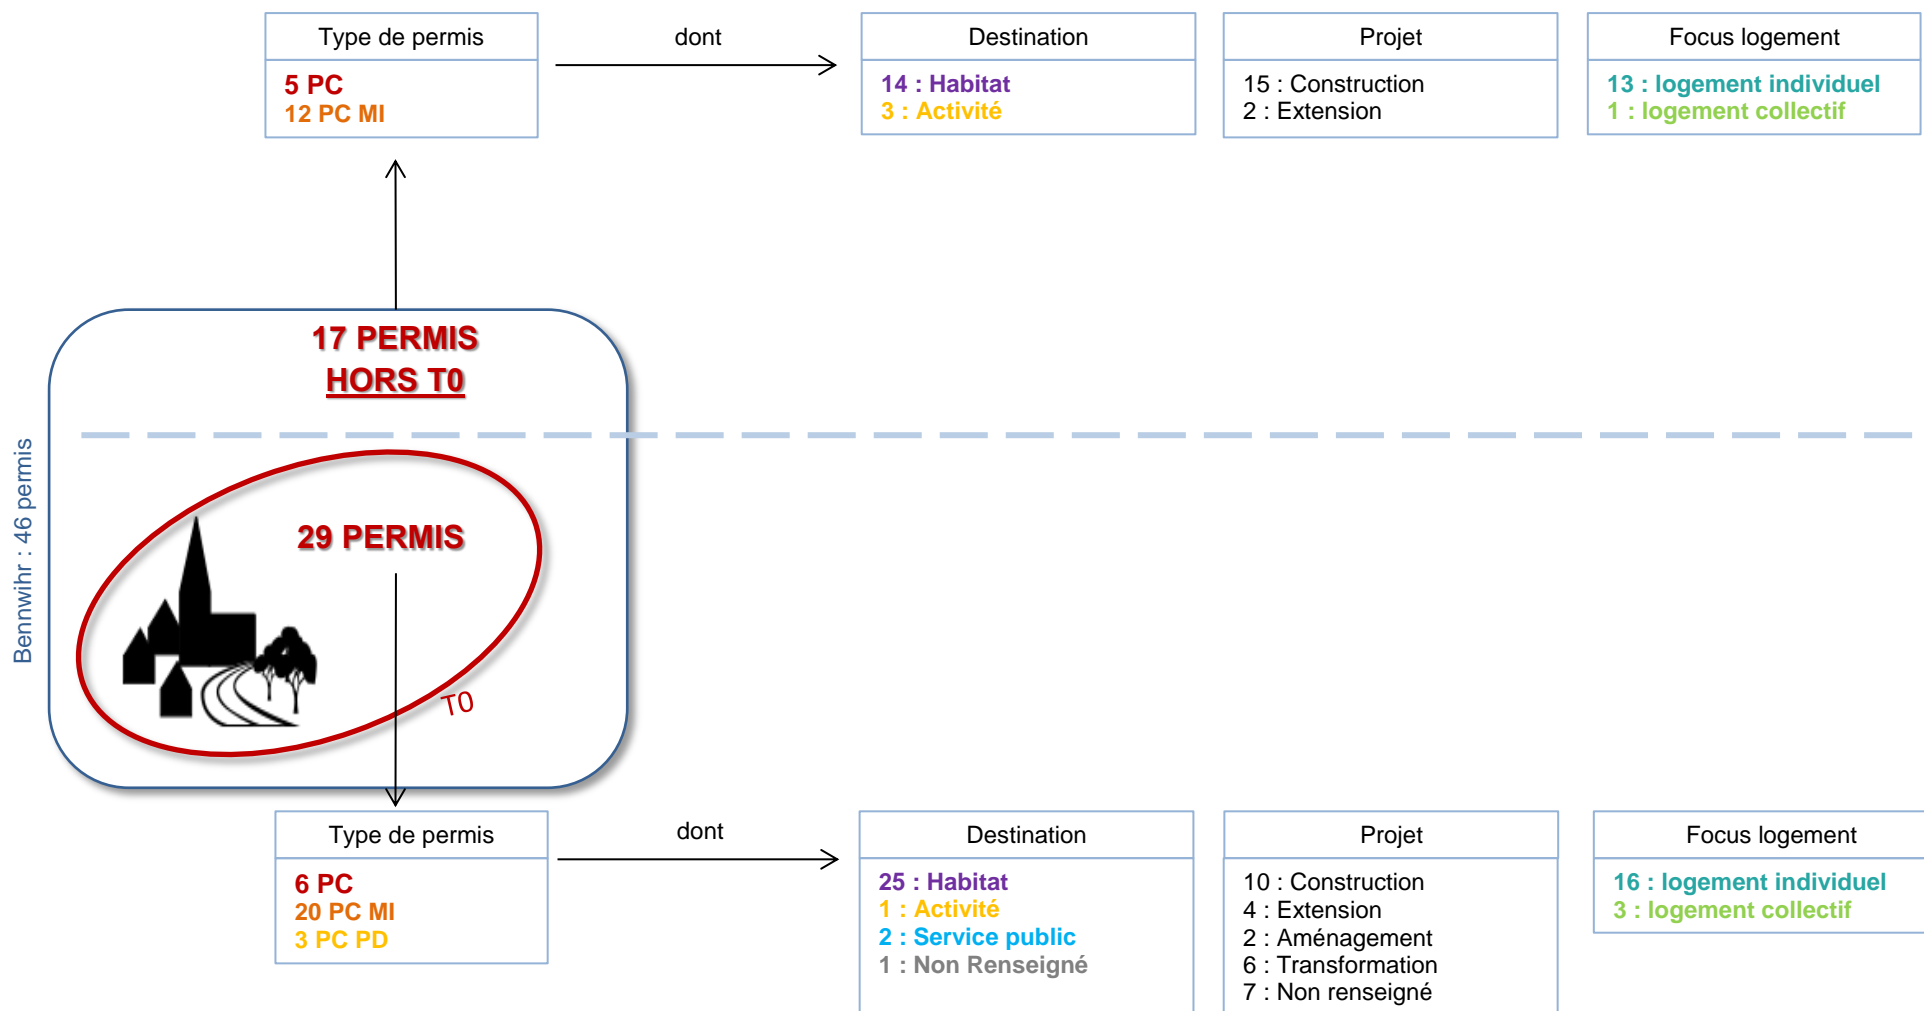 Type de permis
5 PC
12 PC MI
dont
Destination
14 : Habitat
3 : Activité
Projet
15 : Construction
2 : Extension
Focus logement
13 : logement individuel
1 : logement collectif
17 PERMIS
HORS T0
Bennwihr : 46 permis
29 PERMIS
T0
Type de permis
6 PC
20 PC MI
3 PC PD
dont
Destination
25 : Habitat
1 : Activité
2 : Service public
1 : Non Renseigné
Projet
10 : Construction
4 : Extension
2 : Aménagement
6 : Transformation
7 : Non renseigné
Focus logement
16 : logement individuel
3 : logement collectif